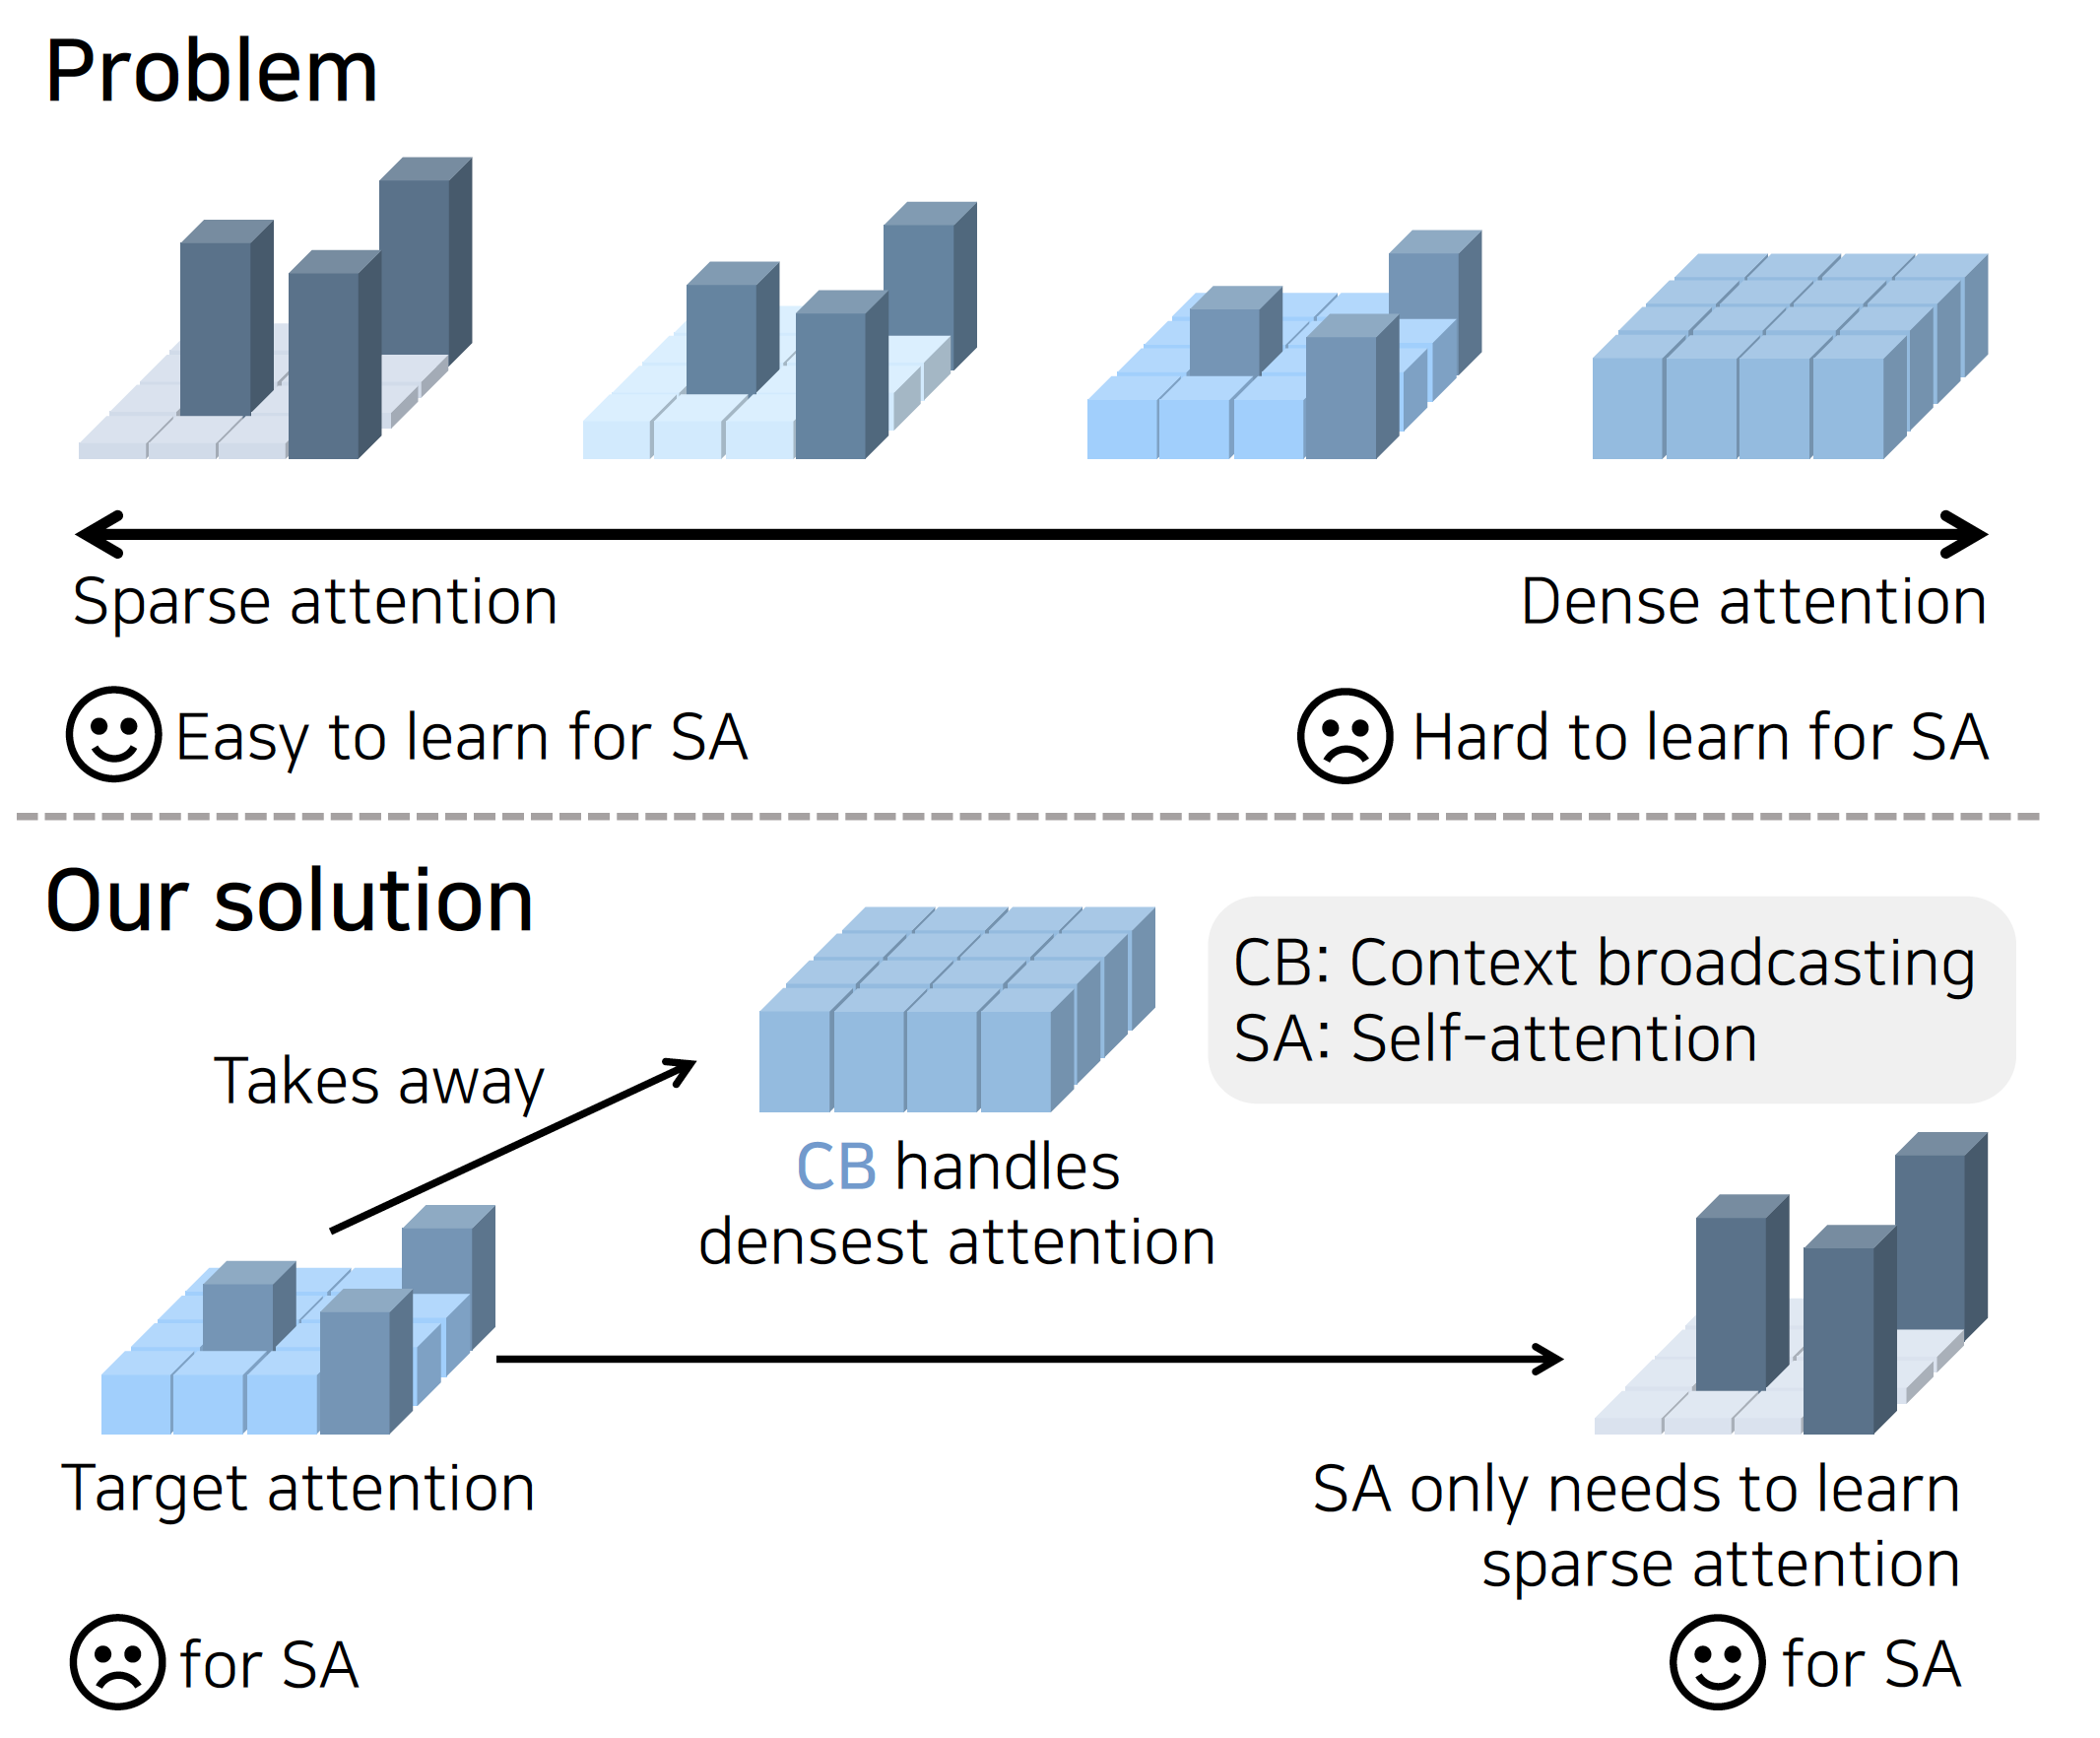 Problem
Sparse attention
Dense attention
Easy to learn for SA
Hard to learn for SA
Our solution
CB: Context broadcasting
SA: Self-attention
Takes away
CB handles
densest attention
Target attention
SA only needs to learn
sparse attention
for SA
for SA